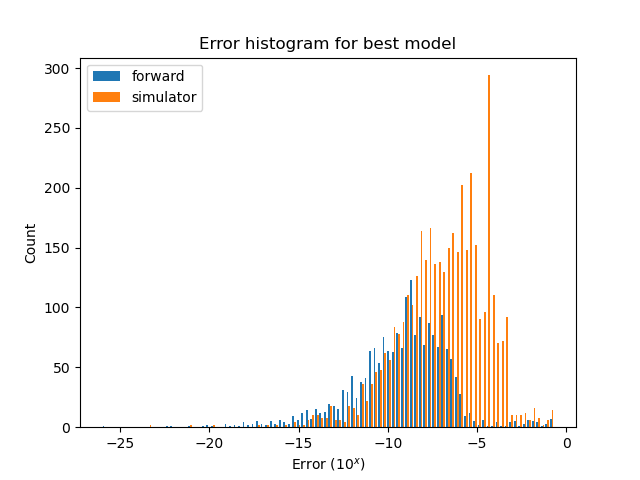 Error histogram for best model
forward
simulator
300
250
200
150
100
50
0
Count
−25 −20 −15 −10 −5 0
Error (10^x)